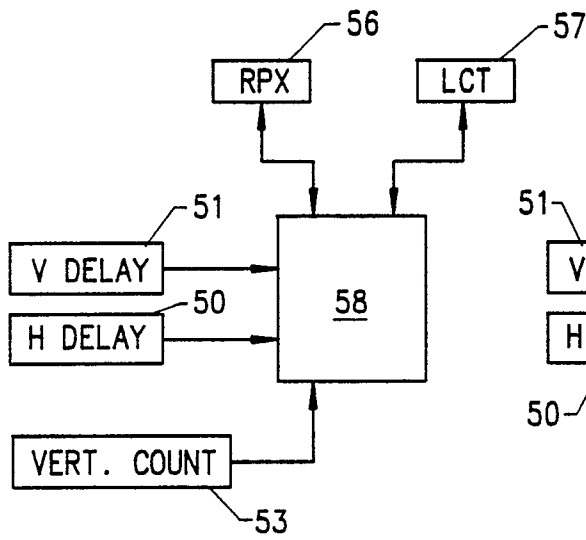 56
RPX
57
LCT
51
V DELAY
50
H DELAY
58
VERT. COUNT
53
51
V
H
50